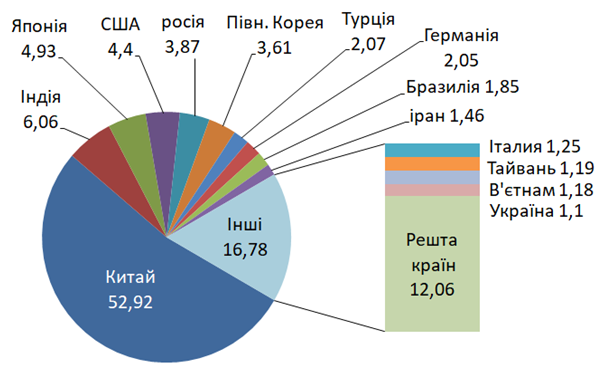 Японія
4,93
США
4,4
росія
3,87
Півн. Корея
3,61
Турція
2,07
Германія
2,05
Бразилія 1,85
іран 1,46
Індія
6,06
Італия 1,25
Тайвань 1,19
В'єтнам 1,18
Україна 1,1
Інші
16,78
Решта
країн
12,06
Китай
52,92